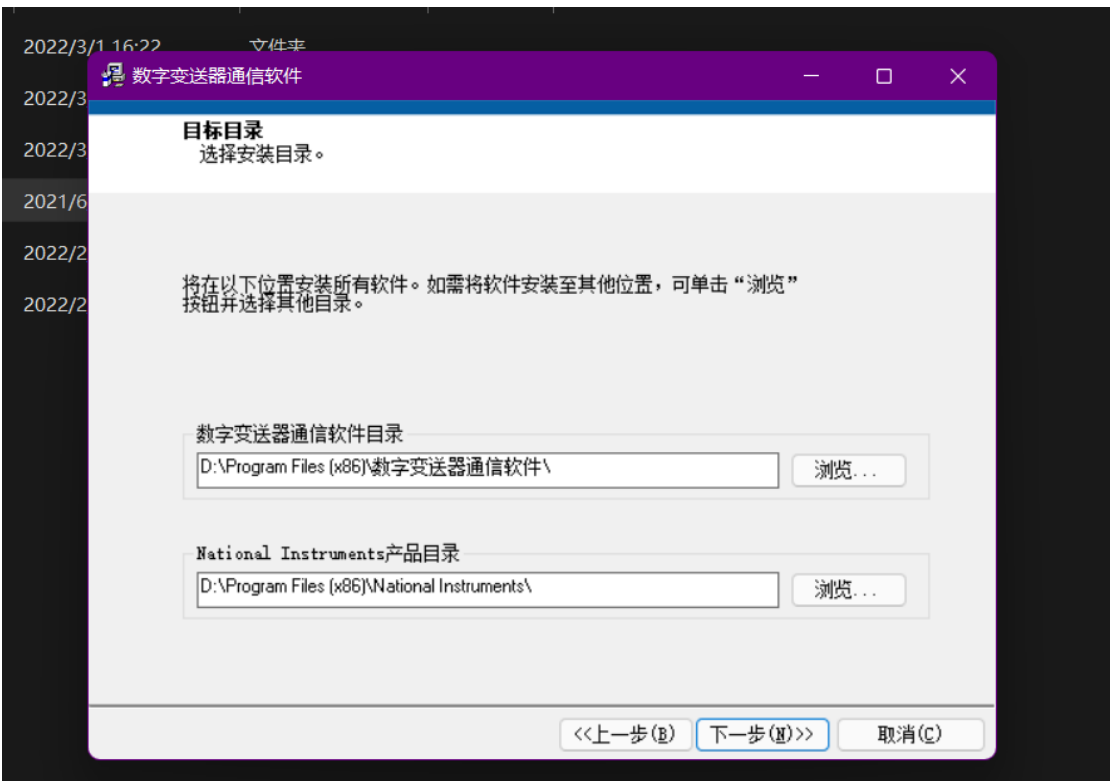 2022/3/1 16:22 文件夹
数字变送器通信软件
2022/3
目标目录
选择安装目录。
2022/3
2021/6
2022/2
将在以下位置安装所有软件。如需将软件安装至其他位置，可单击“浏览”
按钮并选择其他目录。
2022/2
数字变送器通信软件目录
D:\Program Files (x86)\数字变送器通信软件\
浏览...
National Instruments产品目录
D:\Program Files (x86)\National Instruments\
浏览...
<<上一步(B) 下一步(N)>> 取消(C)